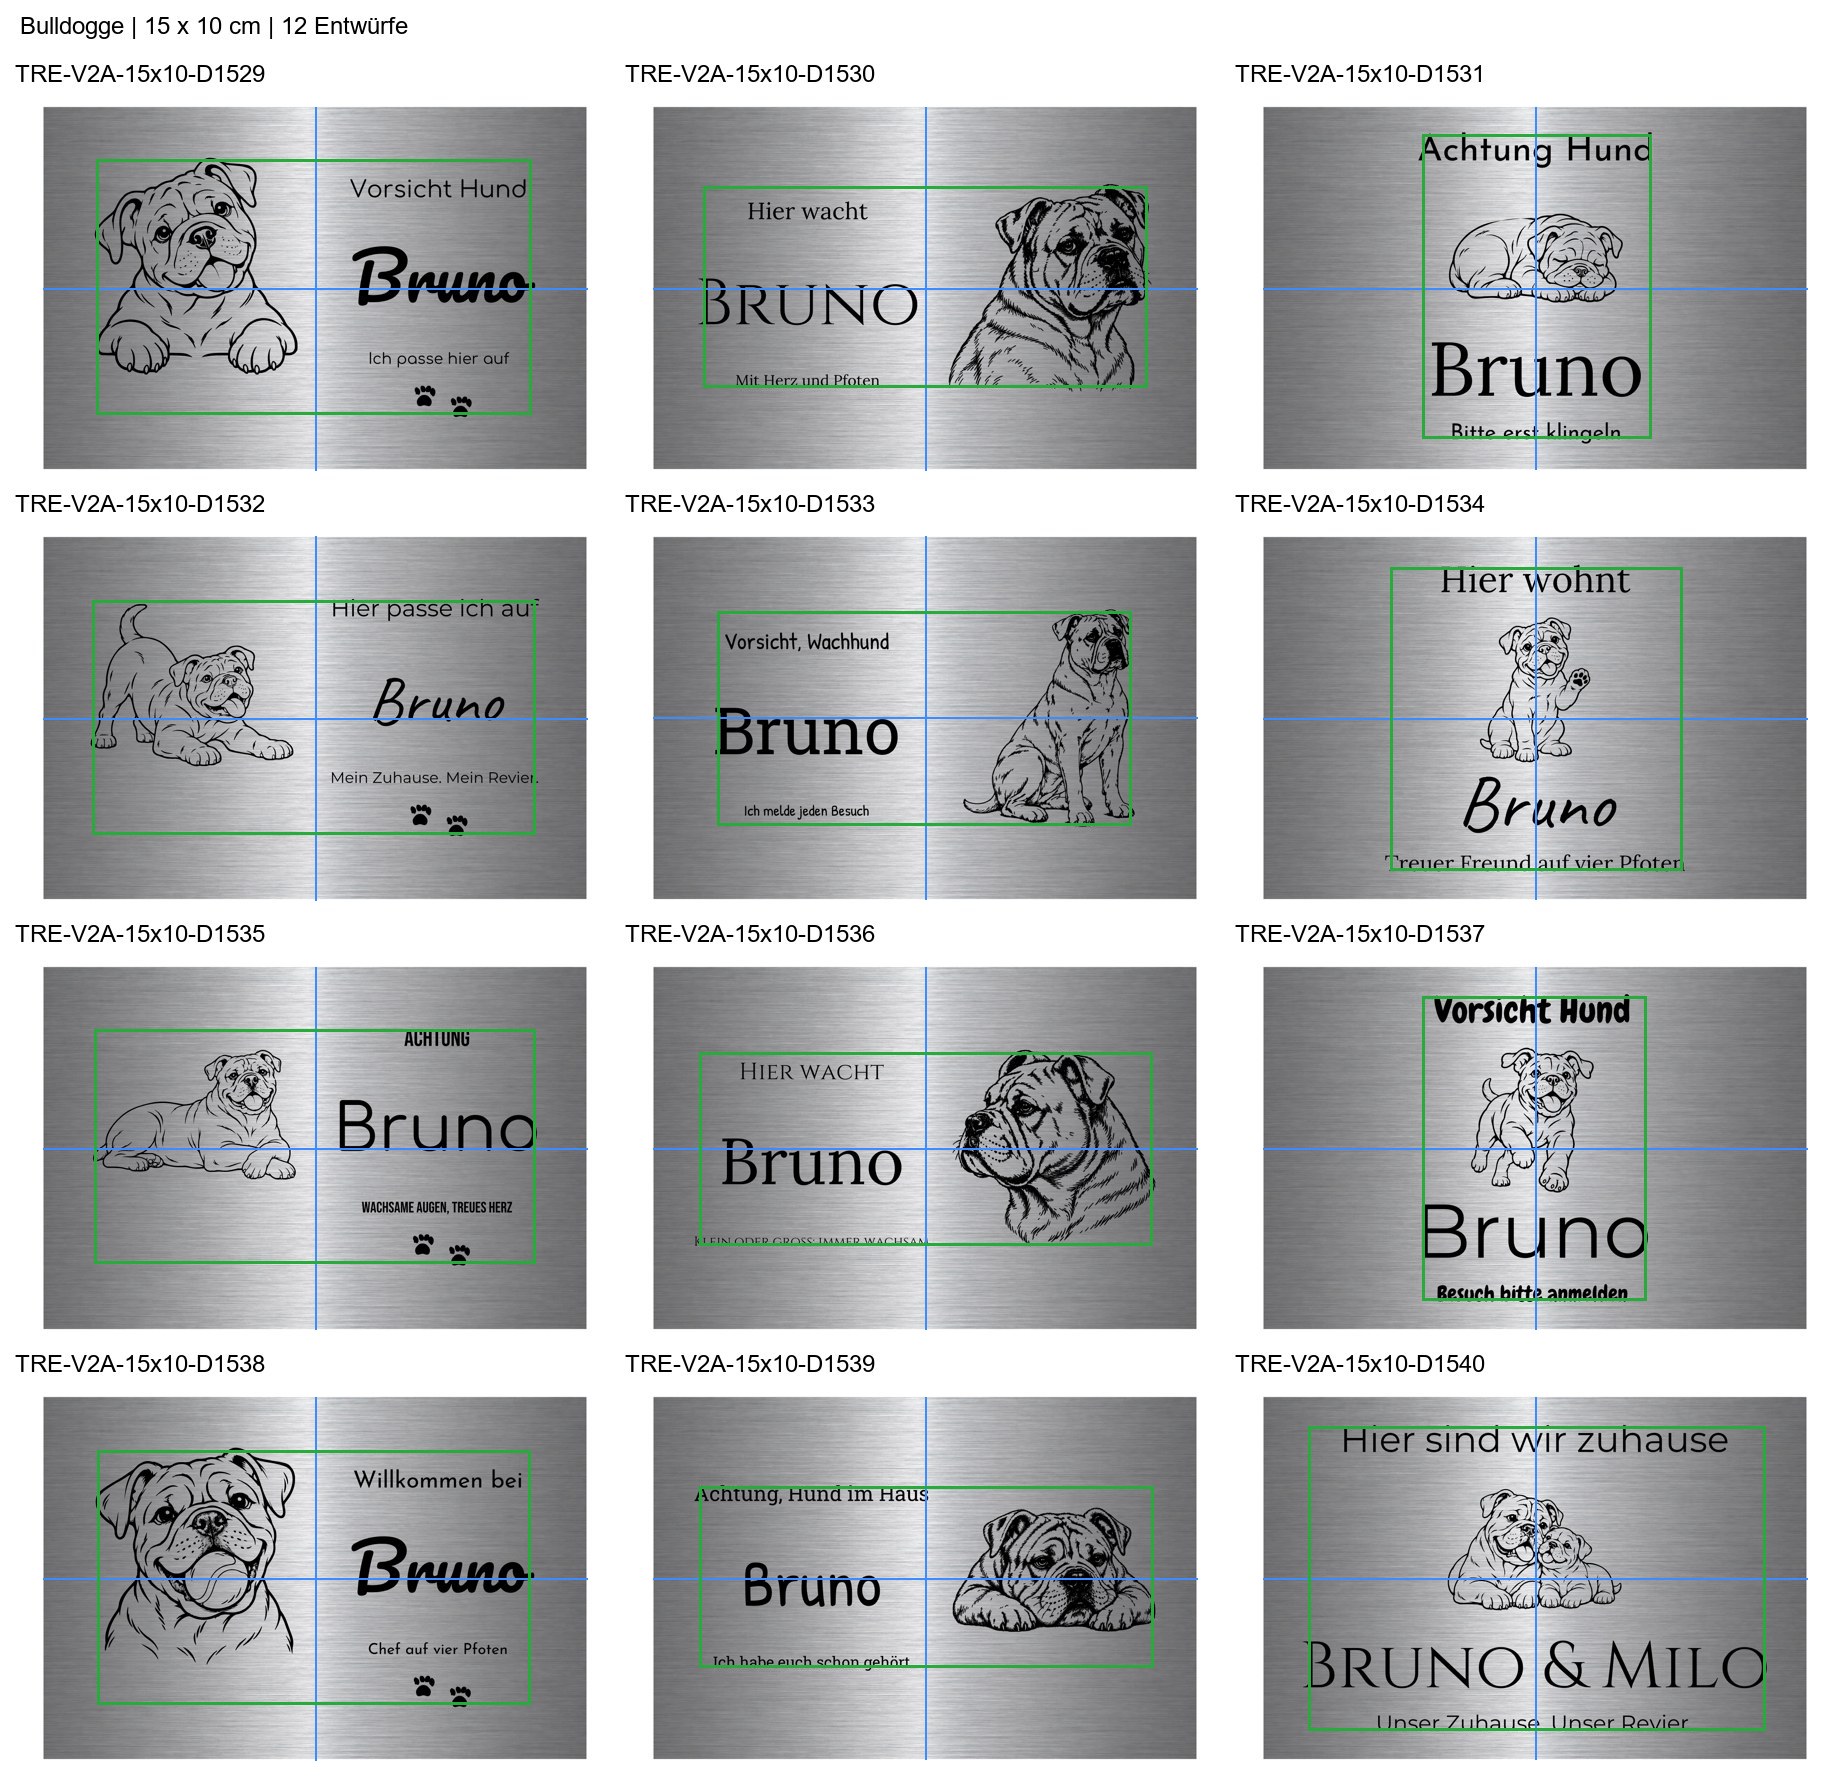 Bulldogge | 15 x 10 cm | 12 Entwürfe
TRE-V2A-15x10-D1529
Vorsicht Hund
Bruno
Ich passe hier auf
TRE-V2A-15x10-D1530
Hier wacht
BRUNO
Mit Herz und Pfoten
TRE-V2A-15x10-D1531
Achtung Hund
Bruno
Bitte erst klingeln
TRE-V2A-15x10-D1532
Hier passe ich auf
Bruno
Mein Zuhause. Mein Revier.
TRE-V2A-15x10-D1533
Vorsicht, Wachhund
Bruno
Ich melde jeden Besuch
TRE-V2A-15x10-D1534
Hier wohnt
Bruno
Treuer Freund auf vier Pfoten
TRE-V2A-15x10-D1535
ACHTUNG
Bruno
WACHSAME AUGEN, TREUES HERZ
TRE-V2A-15x10-D1536
HIER WACHT
Bruno
KLEIN ODER GROSS: IMMER WACHSAM
TRE-V2A-15x10-D1537
Vorsicht Hund
Bruno
Besuch bitte anmelden
TRE-V2A-15x10-D1538
Willkommen bei
Bruno
Chef auf vier Pfoten
TRE-V2A-15x10-D1539
Achtung, Hund im Haus
Bruno
Ich habe euch schon gehört
TRE-V2A-15x10-D1540
Hier sind wir zuhause
BRUNO & MILO
Unser Zuhause. Unser Revier.